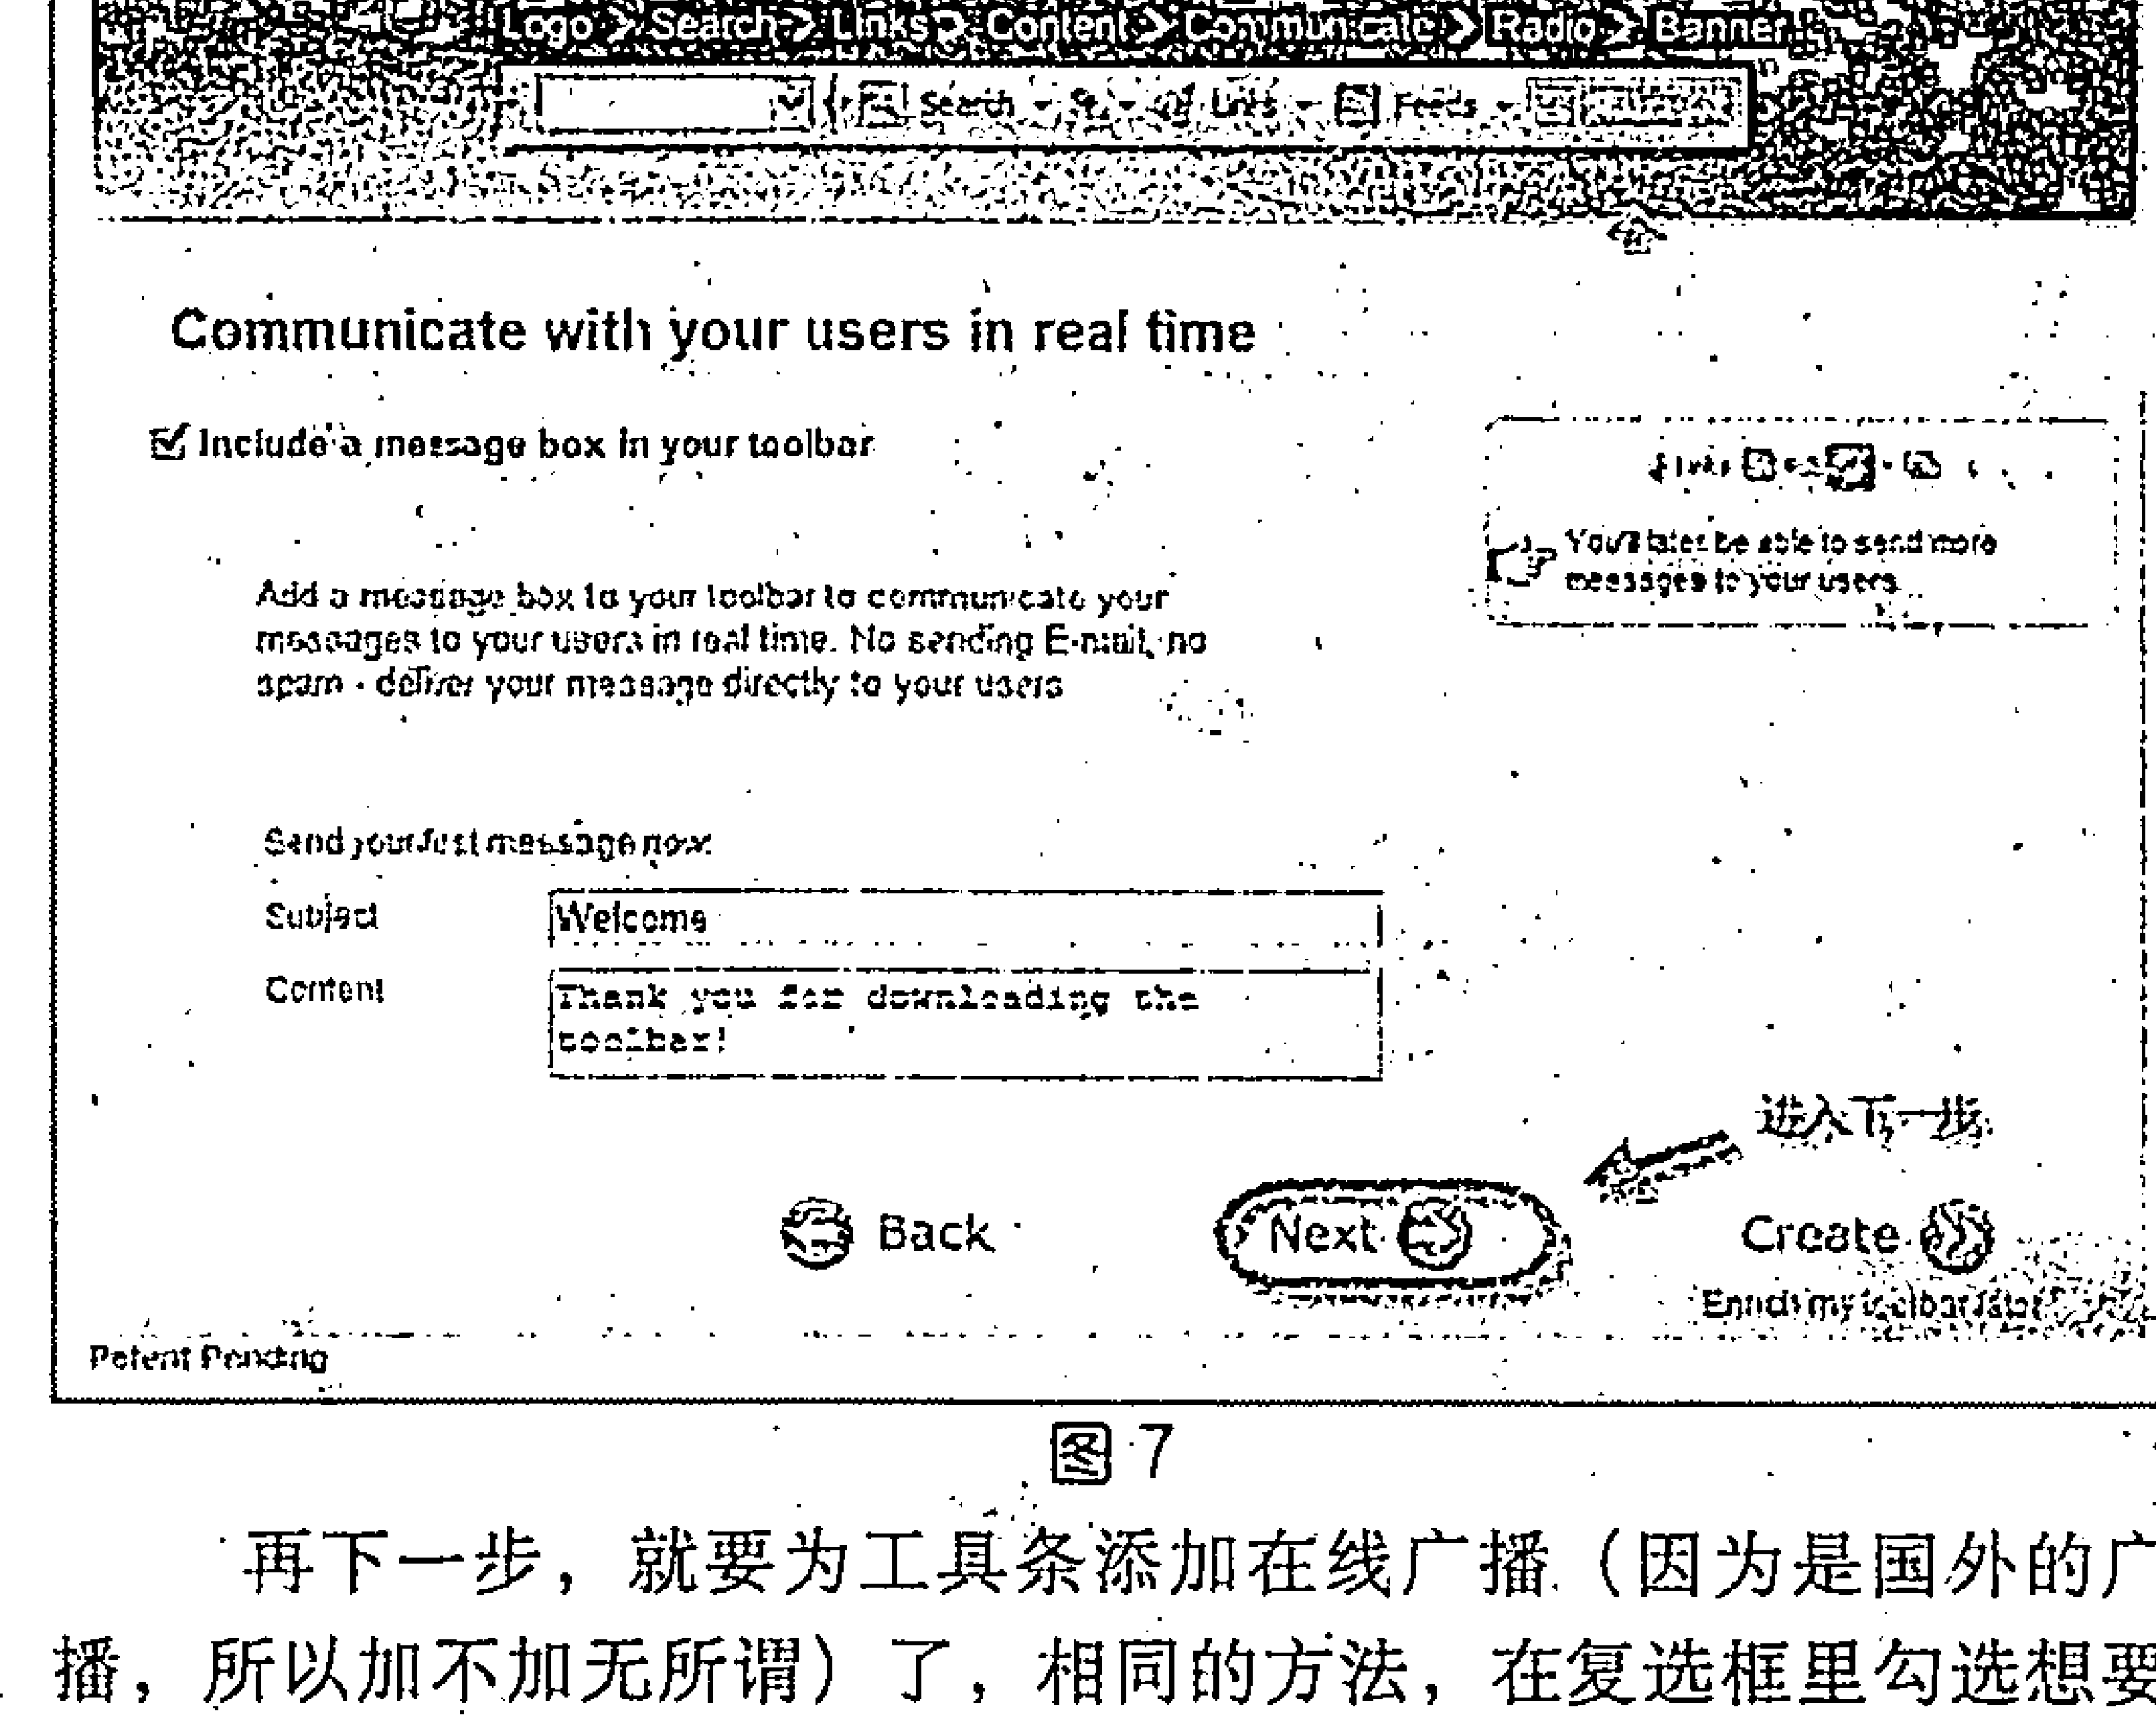 Logo > Search > Links > Content > Communicate > Radio > Banner
Search Links Feeds
Communicate with your users in real time
Include a message box in your toolbar
You'll later be able to send more
messages to your users
Add a message box to your toolbar to communicate your
messages to your users in real time. No sending E-mail, no
spam - deliver your message directly to your users
Send your first message now:
Subject Welcome
Content Thank you for downloading the
toolbar!
进入下一步
Back Next Create
Enrich my toolbar later
Patent Pending
图 7
再下一步，就要为工具条添加在线广播（因为是国外的广
播，所以加不加无所谓）了，相同的方法，在复选框里勾选想要